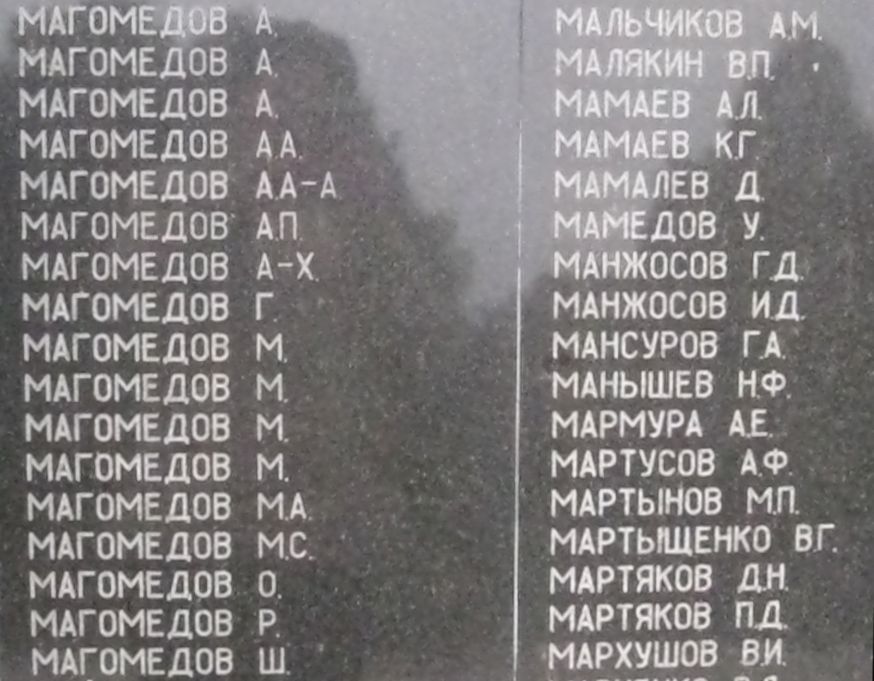 МАГОМЕДОВ А.
МАГОМЕДОВ А.
МАГОМЕДОВ А.
МАГОМЕДОВ А.А.
МАГОМЕДОВ А.А-А
МАГОМЕДОВ А.П.
МАГОМЕДОВ А-Х.
МАГОМЕДОВ Г.
МАГОМЕДОВ М.
МАГОМЕДОВ М.
МАГОМЕДОВ М.
МАГОМЕДОВ М.
МАГОМЕДОВ М.А.
МАГОМЕДОВ М.С.
МАГОМЕДОВ О.
МАГОМЕДОВ Р.
МАГОМЕДОВ Ш.
МАЛЬЧИКОВ А.М.
МАЛЯКИН В.П.
МАМАЕВ А.Л.
МАМАЕВ К.Г.
МАМАЛЕВ Д.
МАМЕДОВ У.
МАНЖОСОВ Г.Д.
МАНЖОСОВ И.Д.
МАНСУРОВ Г.А.
МАНЫШЕВ Н.Ф.
МАРМУРА А.Е.
МАРТУСОВ А.Ф.
МАРТЫНОВ М.П.
МАРТЫЩЕНКО В.Г.
МАРТЯКОВ Д.Н.
МАРТЯКОВ П.Д.
МАРХУШОВ В.И.